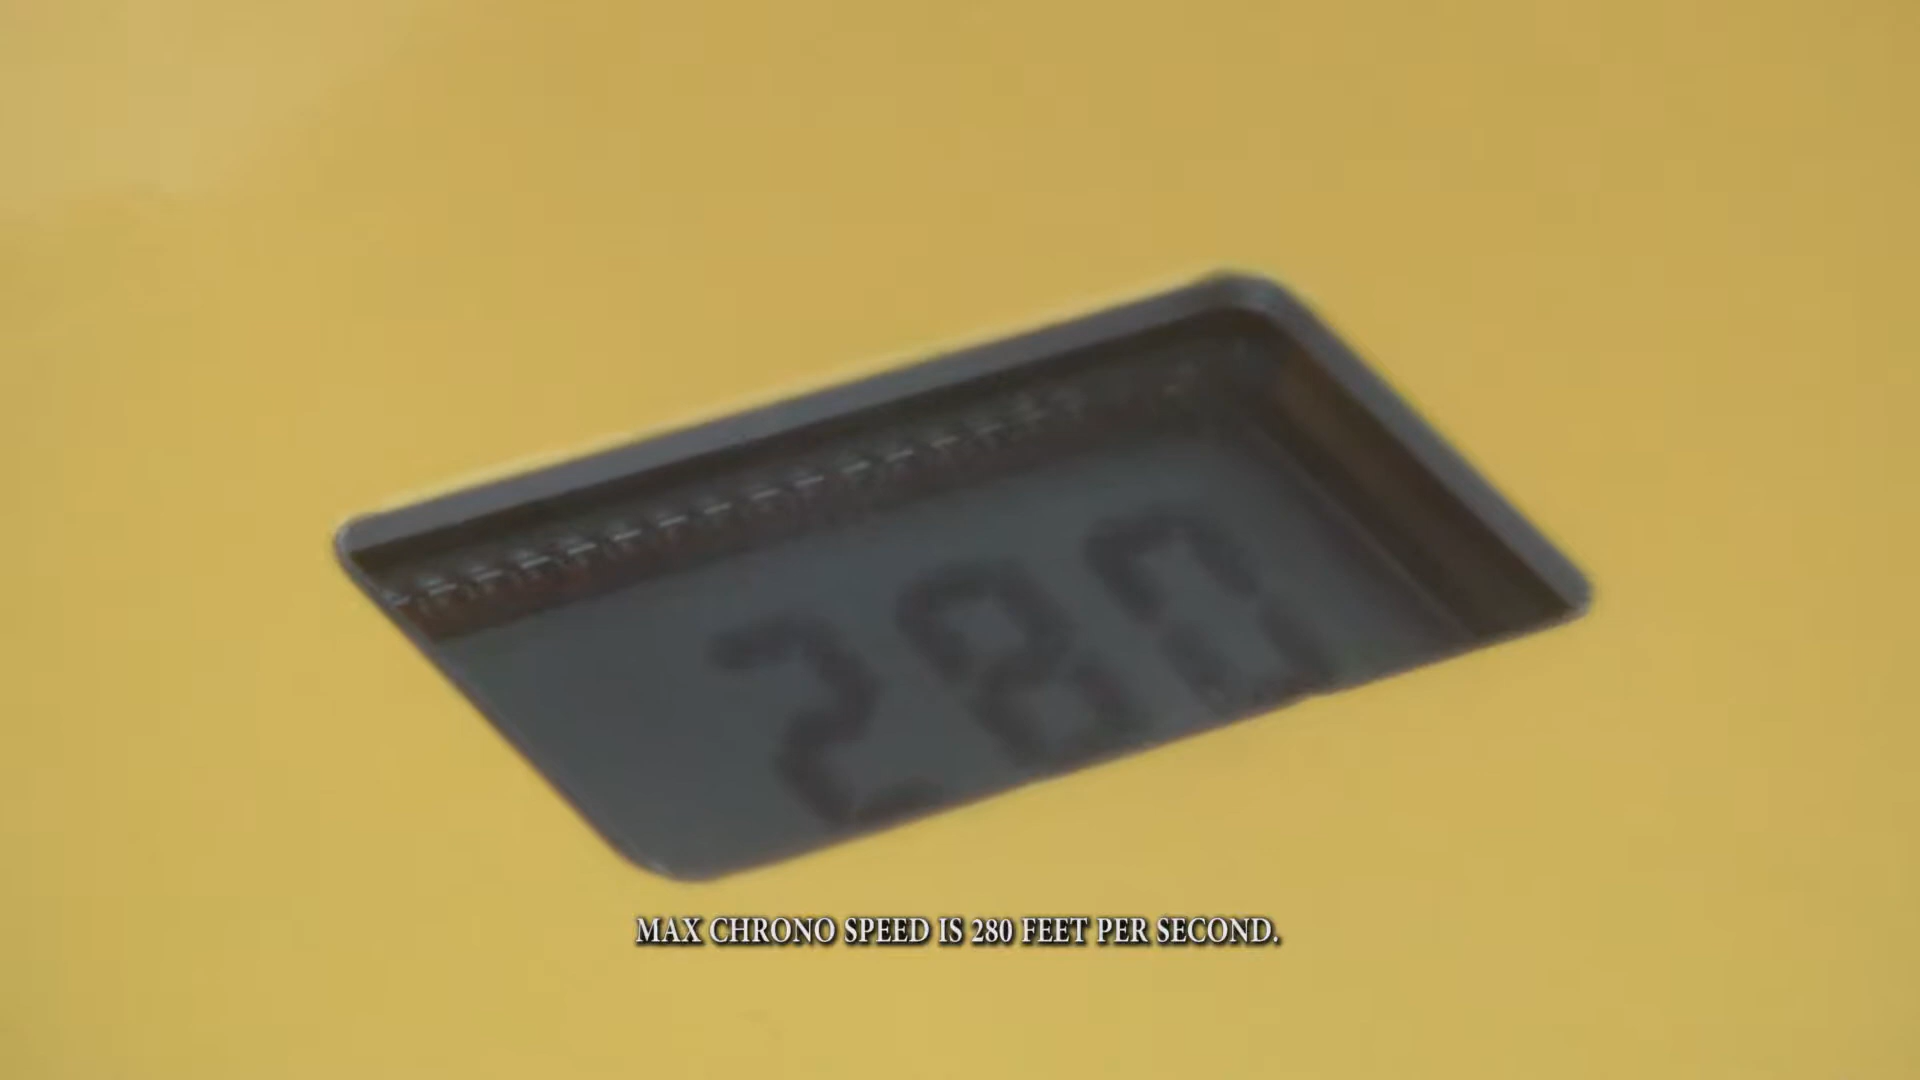 280
MAX CHRONO SPEED IS 280 FEET PER SECOND.